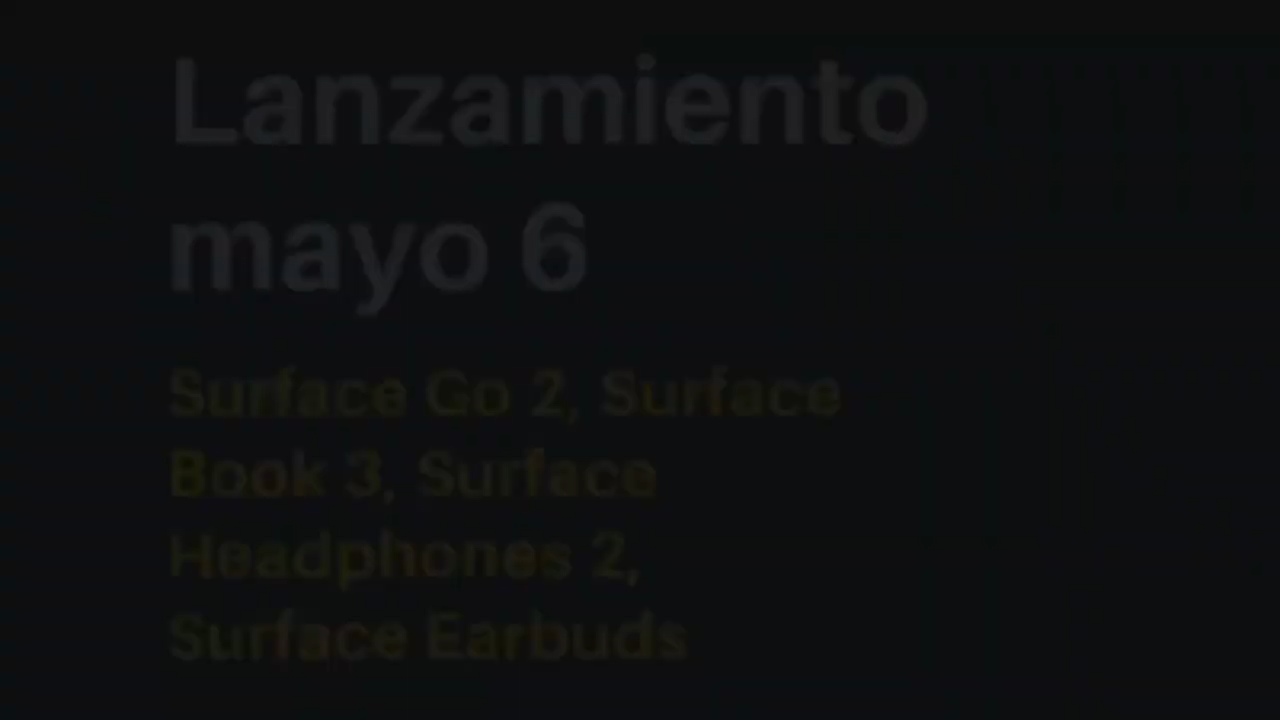 Lanzamiento
mayo 6
Surface Go 2, Surface
Book 3, Surface
Headphones 2,
Surface Earbuds